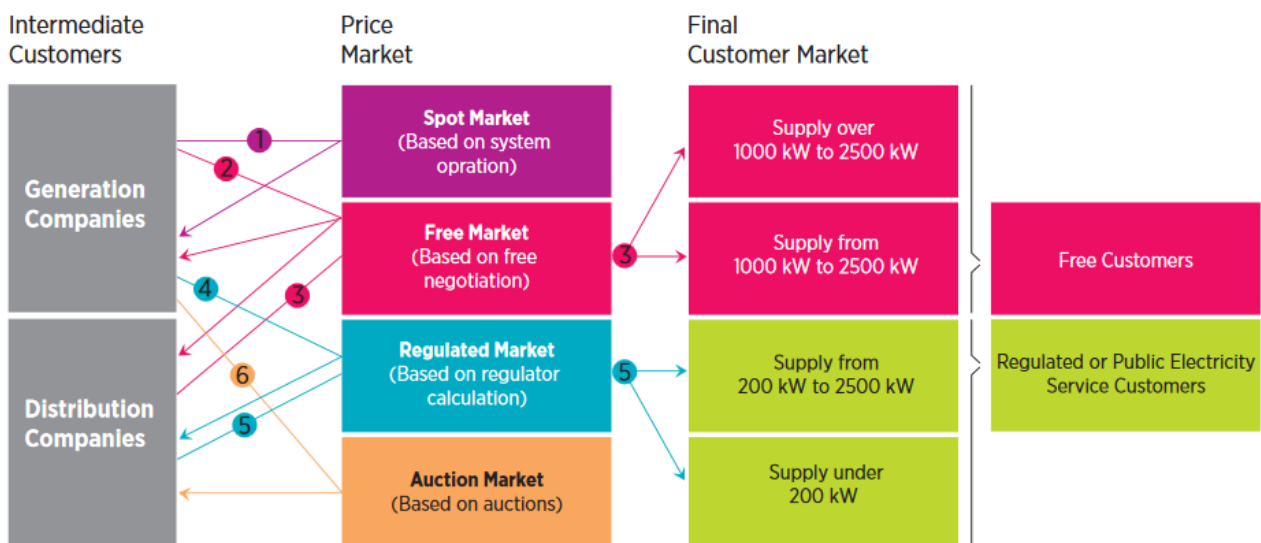 Intermediate
Customers
Price
Market
Final
Customer Market
Generation
Companies
Distribution
Companies
1
2
4
3
6
5
Spot Market
(Based on system
opration)
Free Market
(Based on free
negotiation)
Regulated Market
(Based on regulator
calculation)
Auction Market
(Based on auctions)
3
5
Supply over
1000 kW to 2500 kW
Supply from
1000 kW to 2500 kW
Supply from
200 kW to 2500 kW
Supply under
200 kW
Free Customers
Regulated or Public Electricity
Service Customers